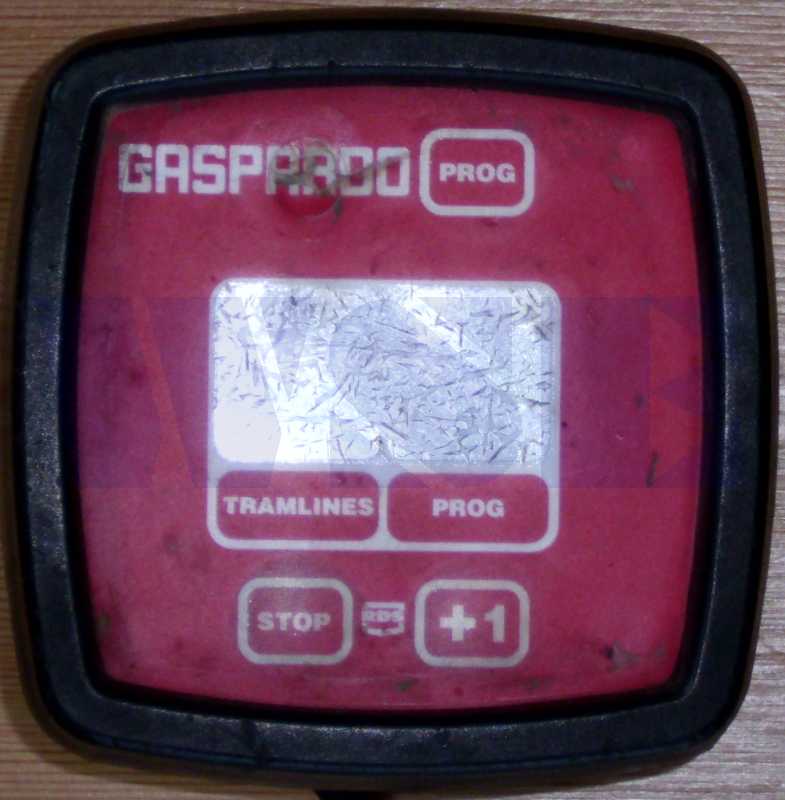 GASPARDO PROG
TRAMLINES PROG
STOP RDS +1